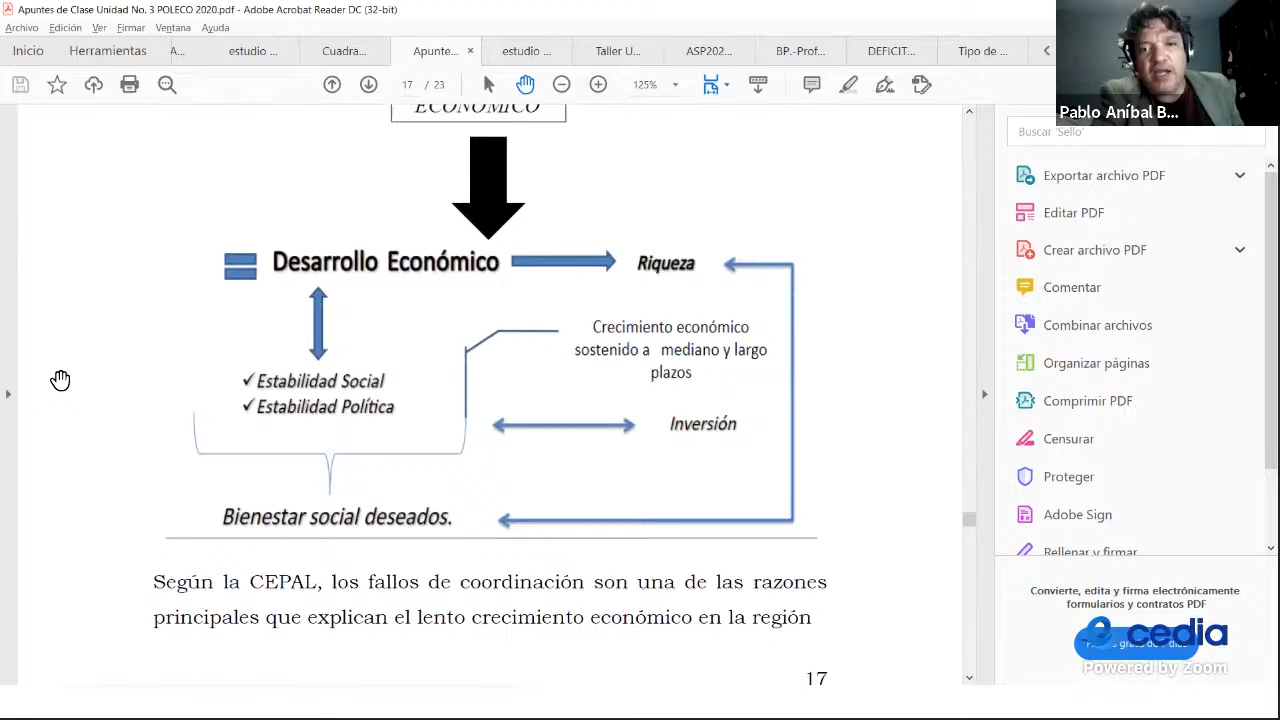 Apuntes de Clase Unidad No. 3 POLECO 2020.pdf - Adobe Acrobat Reader DC (32-bit)
Archivo Edición Ver Firmar Ventana Ayuda
Inicio Herramientas A... estudio ... Cuadra... Apunte... × estudio ... Taller U... ASP202... BP.-Prof... DEFICIT... Tipo de ...
17 / 23 125%
Pablo Aníbal B...
ECONÓMICO
Buscar 'Sello'
Exportar archivo PDF
Editar PDF
Crear archivo PDF
Comentar
Combinar archivos
Organizar páginas
Comprimir PDF
Censurar
Proteger
Adobe Sign
Rellenar y firmar
Desarrollo Económico
Riqueza
Crecimiento económico
sostenido a mediano y largo
plazos
✓Estabilidad Social
✓Estabilidad Política
Inversión
Bienestar social deseados.
Según la CEPAL, los fallos de coordinación son una de las razones
principales que explican el lento crecimiento económico en la región
17
Convierte, edita y firma electrónicamente
formularios y contratos PDF
cedia
Powered by Zoom